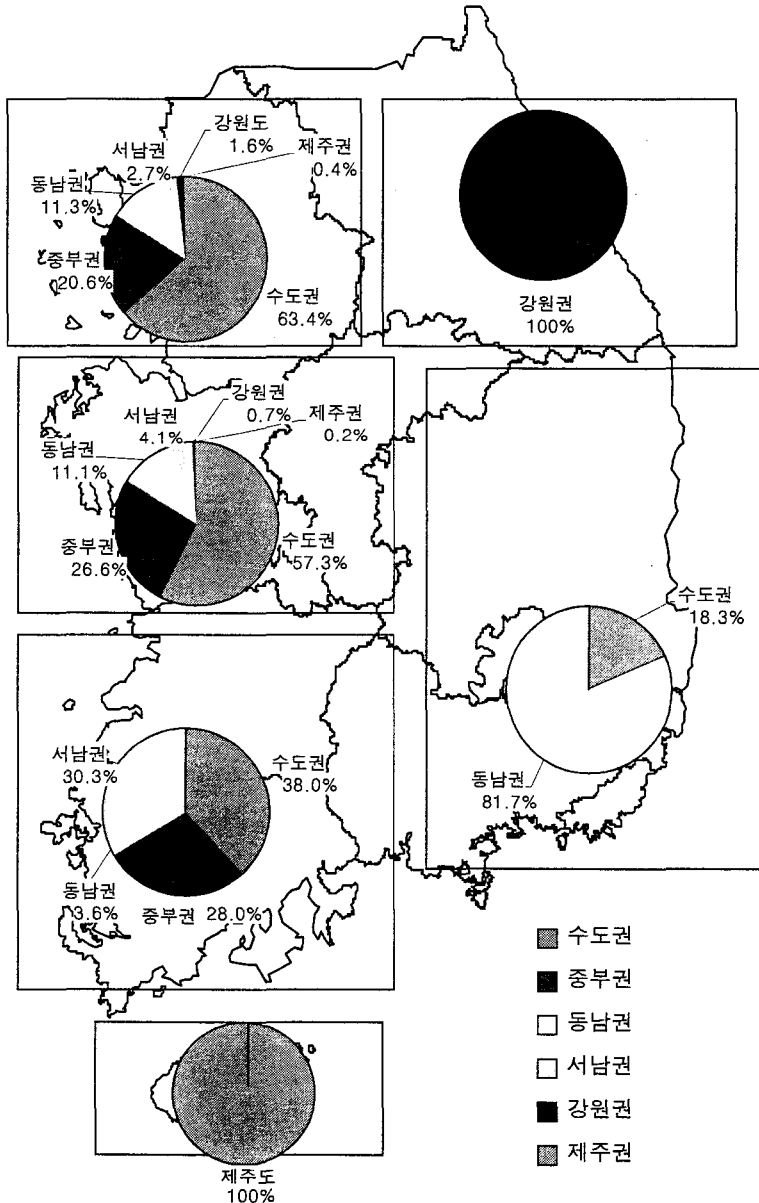 강원도
1.6%
제주권
0.4%
서남권
2.7%
동남권
11.3%
중부권
20.6%
수도권
63.4%
강원권
100%
강원권
0.7%
제주권
0.2%
서남권
4.1%
동남권
11.1%
중부권
26.6%
수도권
57.3%
수도권
18.3%
동남권
81.7%
서남권
30.3%
수도권
38.0%
동남권
3.6%
중부권 28.0%
수도권
중부권
동남권
서남권
강원권
제주권
제주도
100%